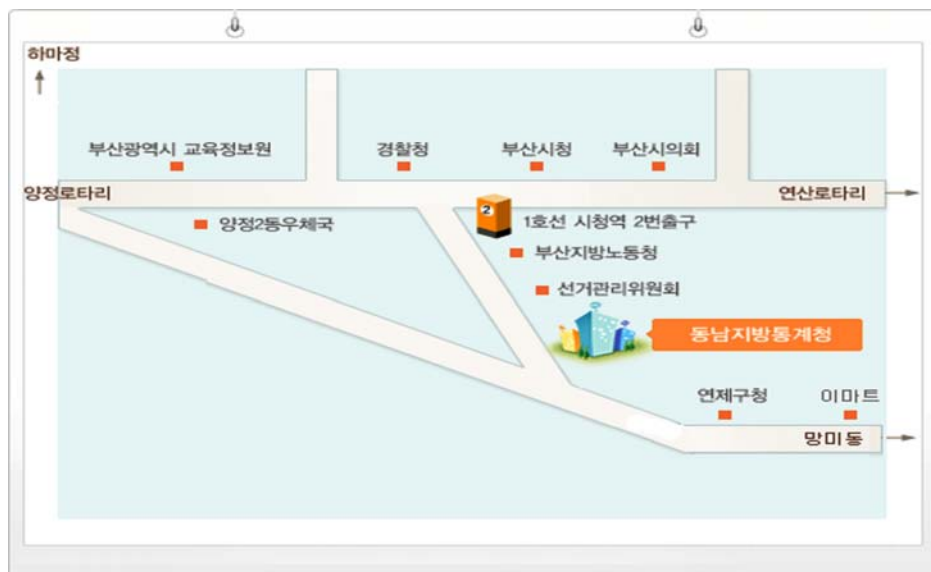 하마정
부산광역시 교육정보원
경찰청
부산시청
부산시의회
양정로타리
연산로타리
양정2동우체국
2
1호선 시청역 2번출구
부산지방노동청
선거관리위원회
동남지방통계청
연제구청
이마트
망미동